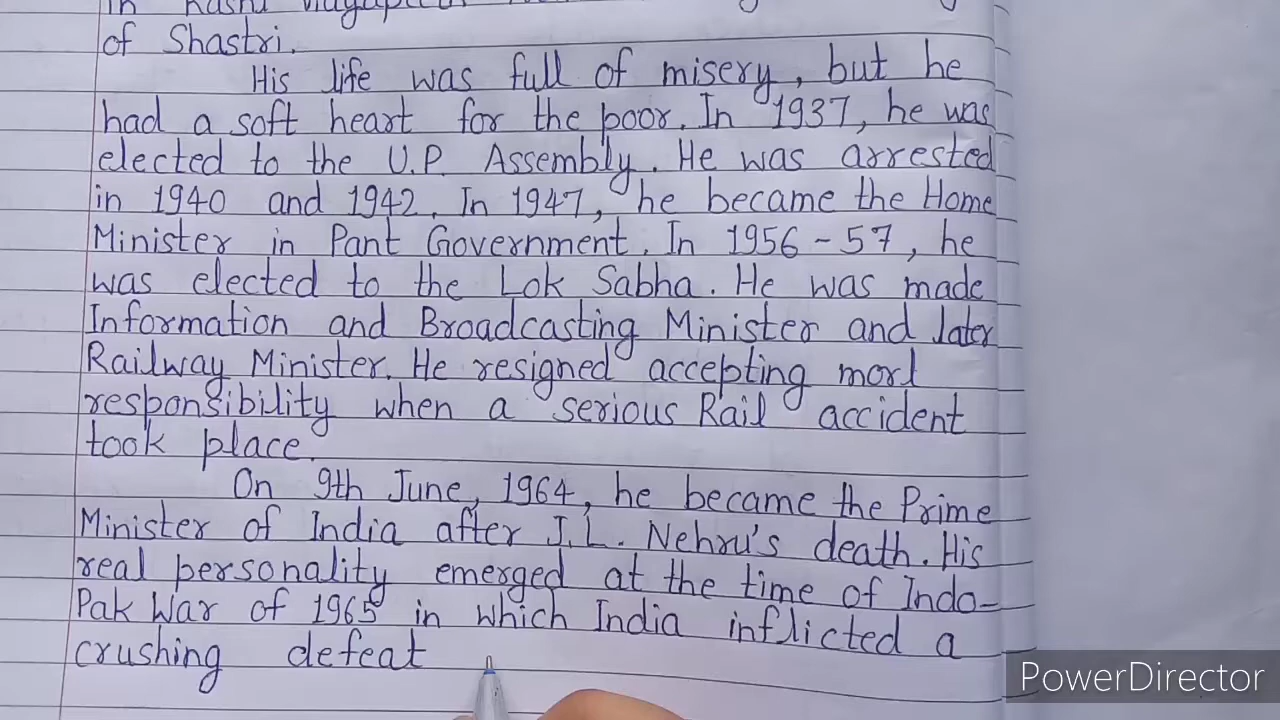 in Kashi
of Shastri.
His life was full of misery, but he
had a soft heart for the poor. In 1937, he was
elected to the U.P. Assembly. He was arrested
in 1940 and 1942. In 1947, he became the Home
Minister in Pant Government. In 1956-57, he
was elected to the Lok Sabha. He was made
Information and Broadcasting Minister and later
Railway Minister. He resigned accepting morl
responsibility when a serious Rail accident
took place.
On 9th June, 1964, he became the Prime
Minister of India after J.L. Nehru's death. His
real personality emerged at the time of Indo-
Pak War of 1965 in which India inflicted a
crushing defeat
PowerDirector